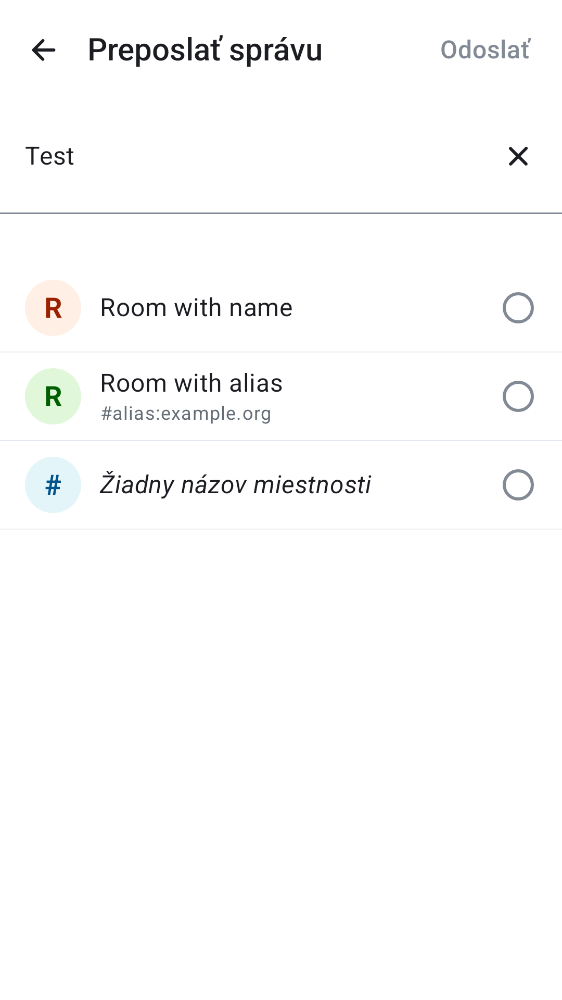 Preposlať správu
Odoslať
Test
R
Room with name
R
Room with alias
#alias:example.org
#
Žiadny názov miestnosti